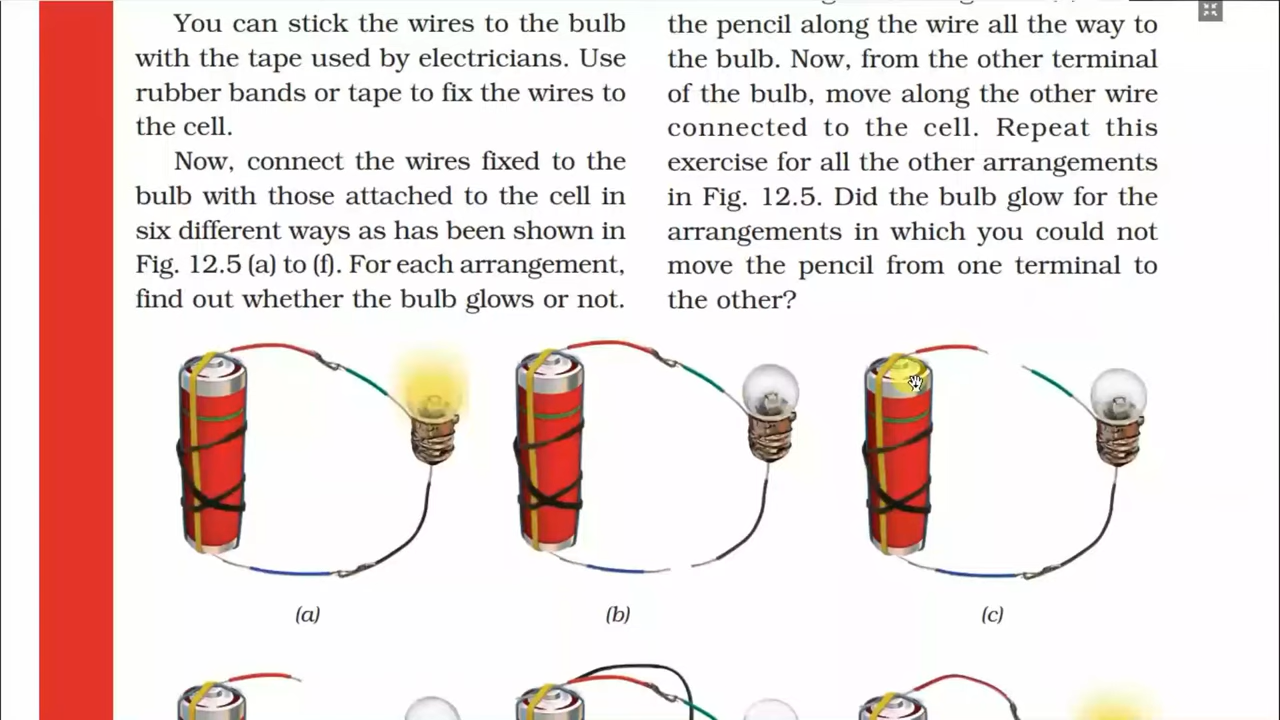 You can stick the wires to the bulb
with the tape used by electricians. Use
rubber bands or tape to fix the wires to
the cell.
Now, connect the wires fixed to the
bulb with those attached to the cell in
six different ways as has been shown in
Fig. 12.5 (a) to (f). For each arrangement,
find out whether the bulb glows or not.
the pencil along the wire all the way to
the bulb. Now, from the other terminal
of the bulb, move along the other wire
connected to the cell. Repeat this
exercise for all the other arrangements
in Fig. 12.5. Did the bulb glow for the
arrangements in which you could not
move the pencil from one terminal to
the other?
(a)
(b)
(c)